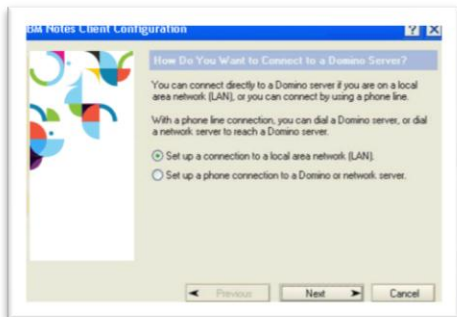 IBM Notes Client Configuration
How Do You Want to Connect to a Domino Server?
You can connect directly to a Domino server if you are on a local
area network (LAN), or you can connect by using a phone line.
With a phone line connection, you can dial a Domino server, or dial
a network server to reach a Domino server.
Set up a connection to a local area network (LAN).
Set up a phone connection to a Domino or network server.
Previous Next Cancel